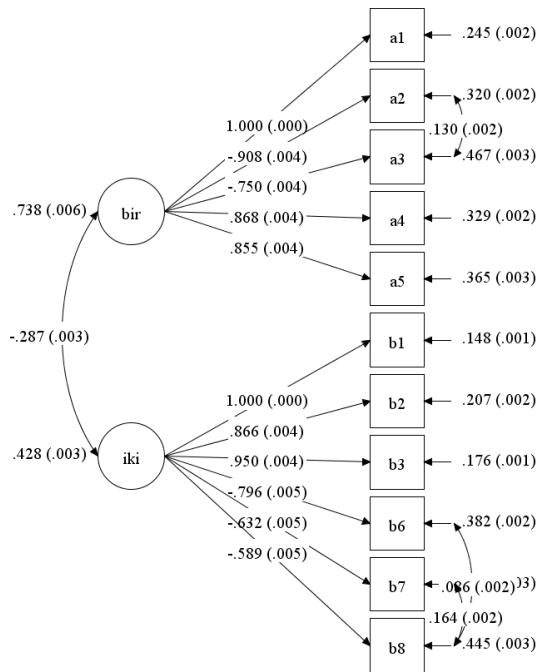 a1
.245 (.002)
a2
.320 (.002)
1.000 (.000)
.130 (.002)
-.908 (.004)
a3
.467 (.003)
-.750 (.004)
.738 (.006)
bir
.868 (.004)
a4
.329 (.002)
.855 (.004)
a5
.365 (.003)
-.287 (.003)
b1
.148 (.001)
1.000 (.000)
b2
.207 (.002)
.866 (.004)
.428 (.003)
iki
.950 (.004)
b3
.176 (.001)
-.796 (.005)
b6
.382 (.002)
-.632 (.005)
-.589 (.005)
b7
(.002)
.164 (.002)
b8
.445 (.003)